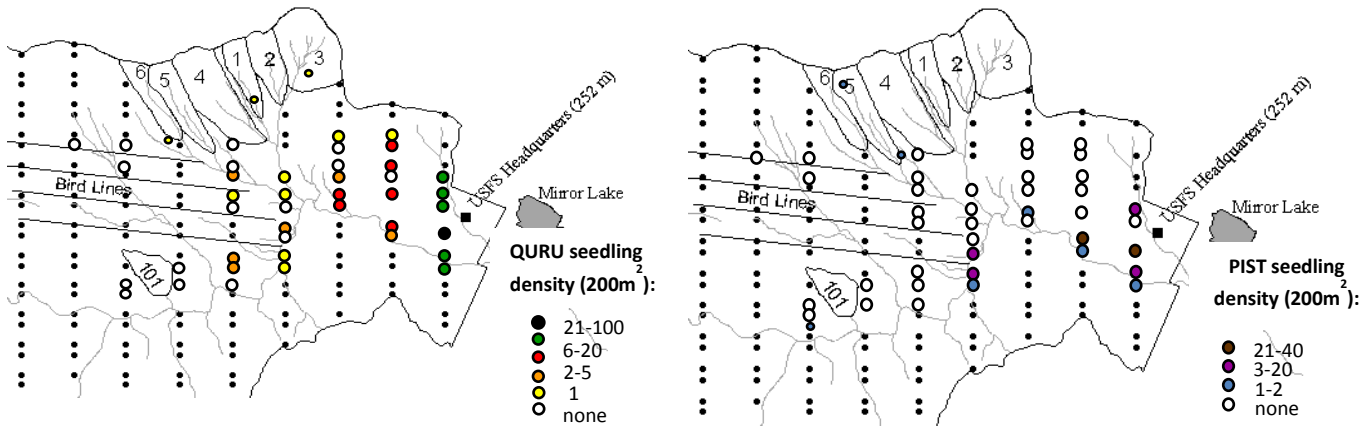 6 5 4 1 2 3
Bird Lines
101
USFS Headquarters (252 m)
Mirror Lake
QURU seedling
density (200m²):
21-100
6-20
2-5
1
none
6 5 4 1 2 3
Bird Lines
101
USFS Headquarters (252 m)
Mirror Lake
PIST seedling
density (200m²):
21-40
3-20
1-2
none